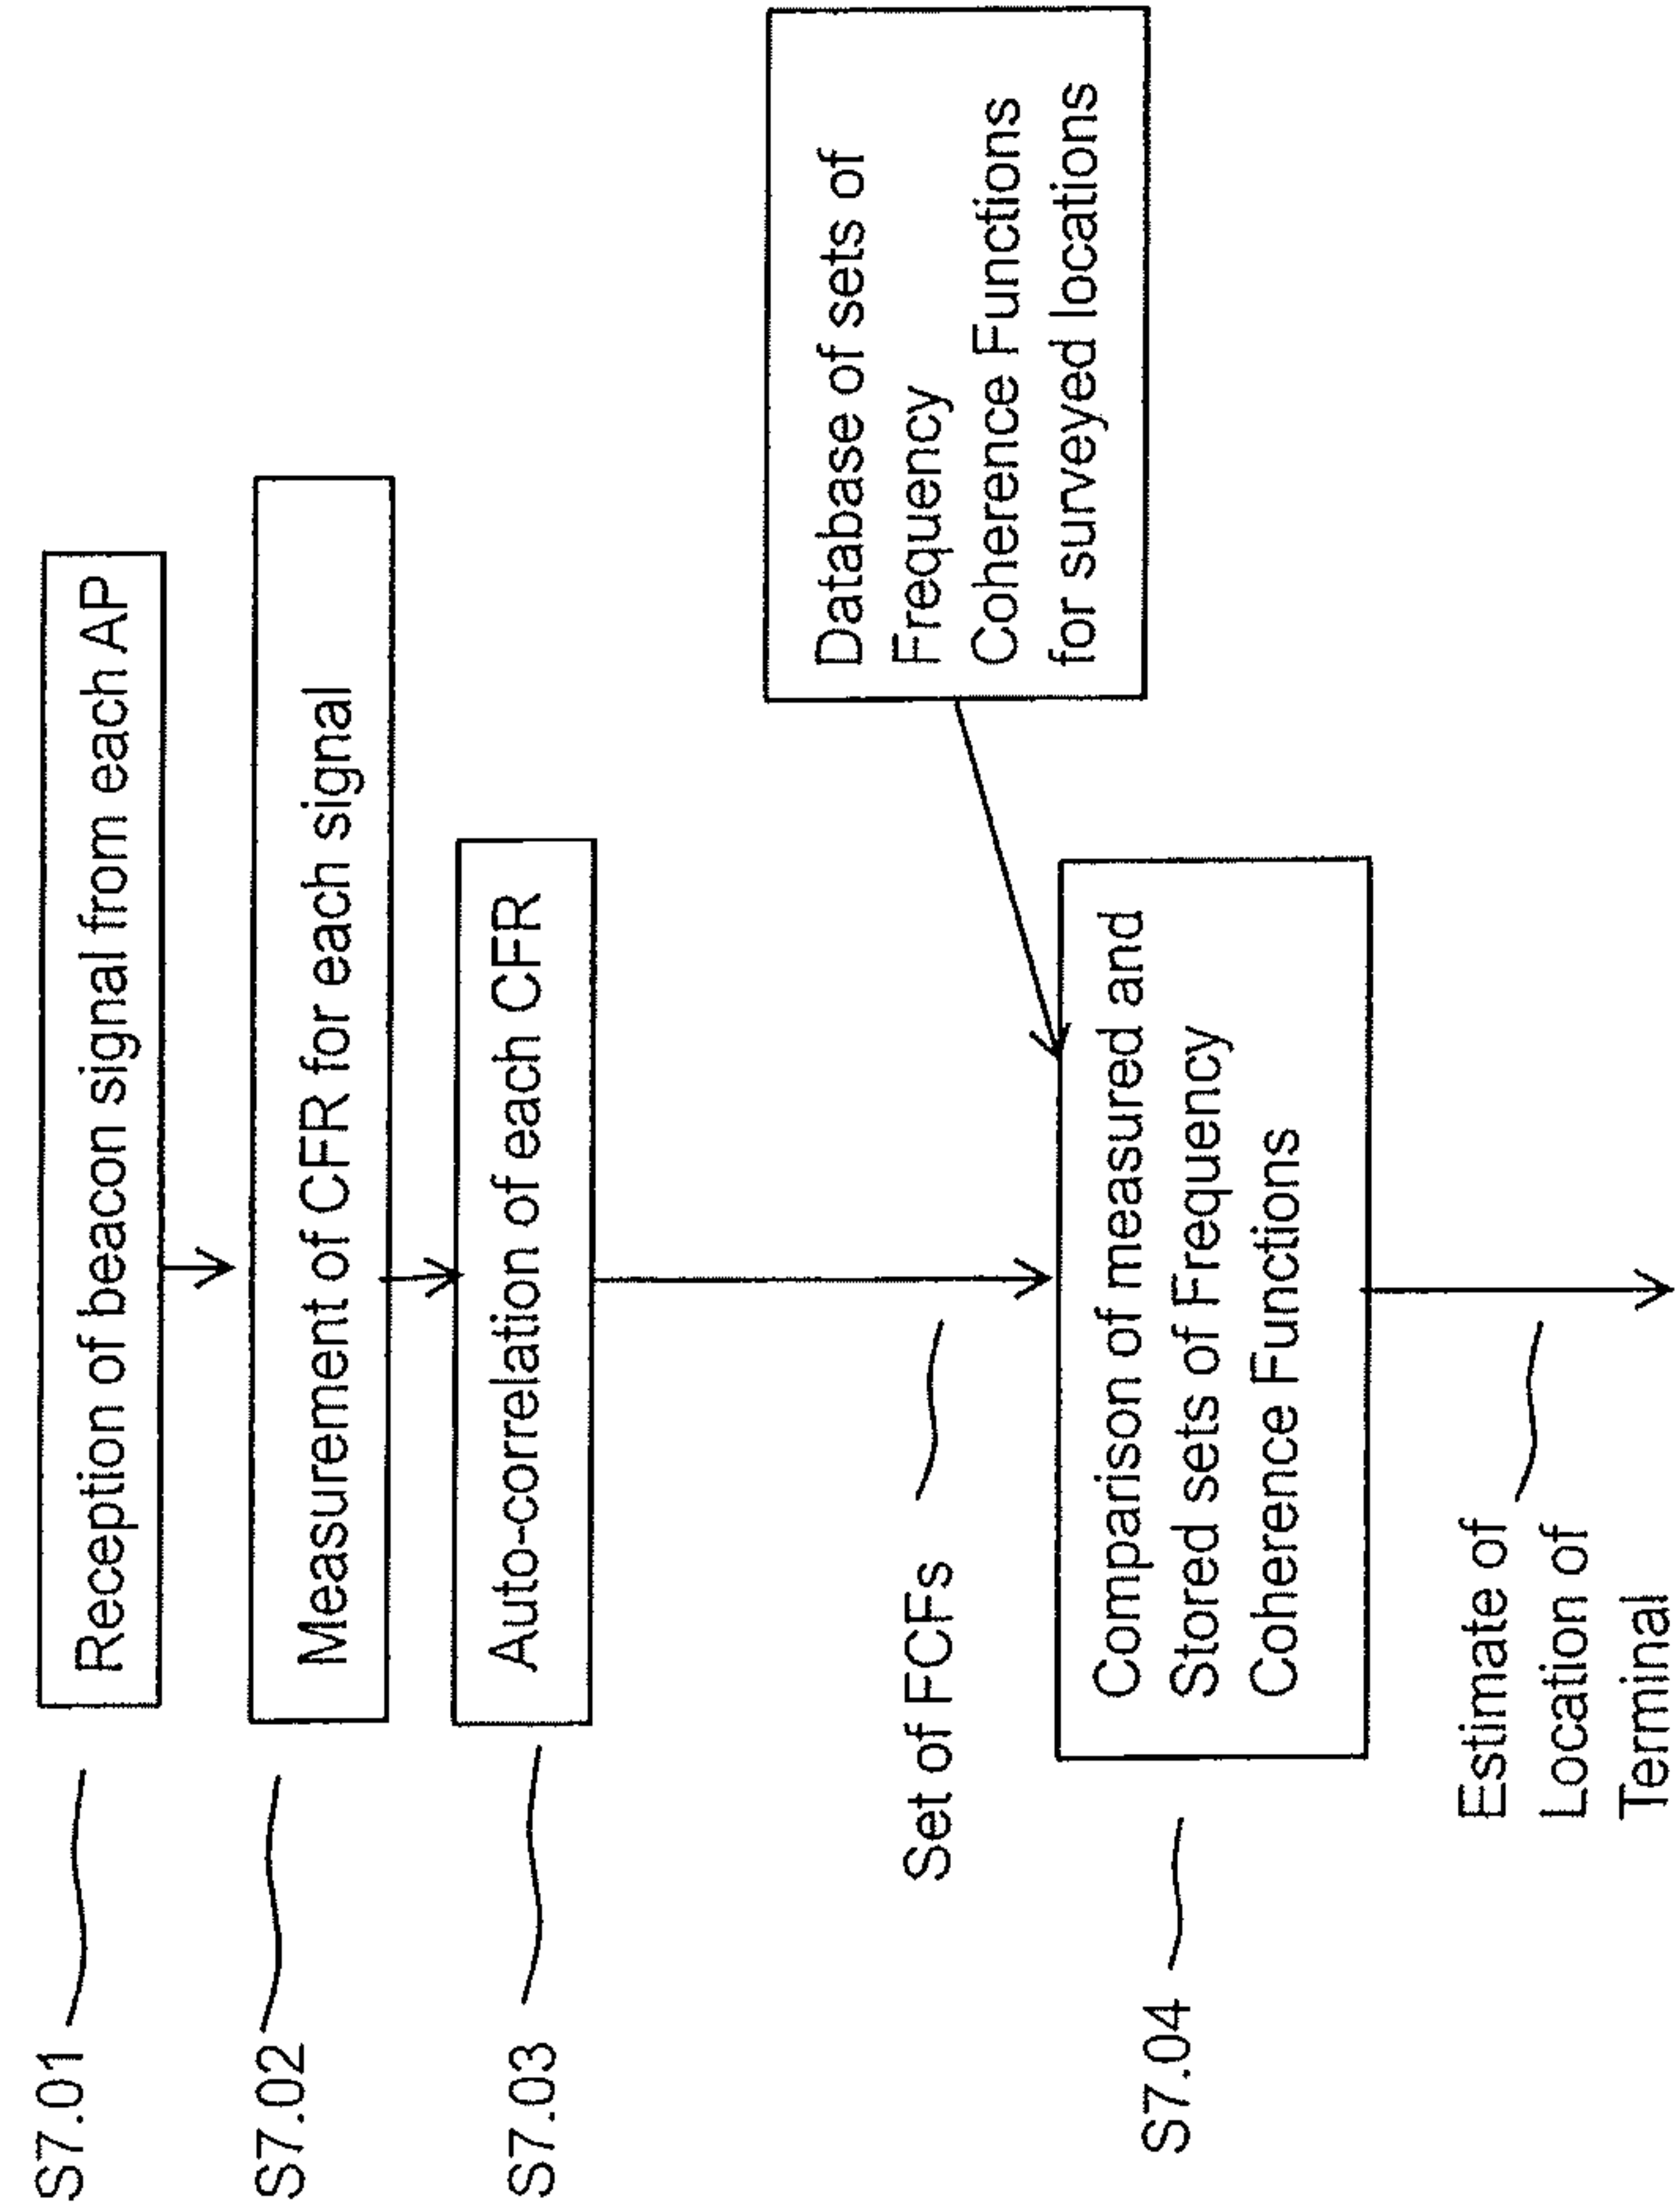 S7.01
Reception of beacon signal from each AP
S7.02
Measurement of CFR for each signal
S7.03
Auto-correlation of each CFR
Set of FCFs
Database of sets of
Frequency
Coherence Functions
for surveyed locations
S7.04
Comparison of measured and
Stored sets of Frequency
Coherence Functions
Estimate of
Location of
Terminal